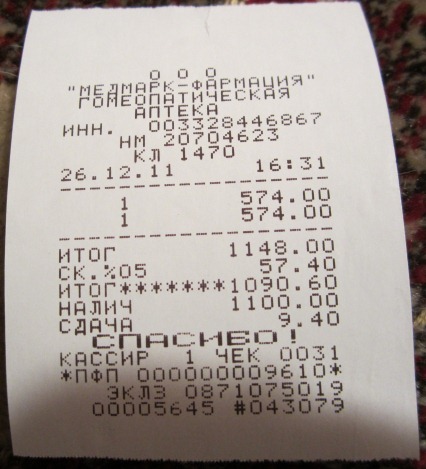 О О О
"МЕДМАРК-ФАРМАЦИЯ"
ГОМЕОПАТИЧЕСКАЯ
АПТЕКА
ИНН. 003328446867
НМ 20704623
КЛ 1470
26.12.11 16:31
1 574.00
1 574.00
ИТОГ 1148.00
СК.%05 57.40
ИТОГ*******1090.60
НАЛИЧ 1100.00
СДАЧА 9.40
СПАСИБО!
КАССИР 1 ЧЕК 0031
*ПФП 000000009610*
ЭКЛЗ 0871075019
00005645 #043079